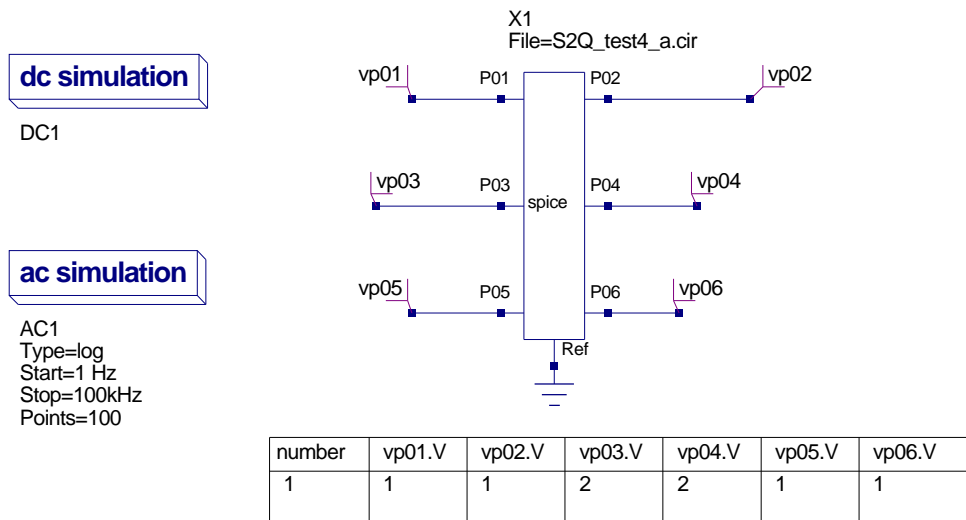 X1
File=S2Q_test4_a.cir
dc simulation
DC1
vp01 P01 P02 vp02
vp03 P03 P04 vp04
spice
ac simulation
vp05 P05 P06 vp06
AC1
Type=log
Start=1 Hz
Stop=100kHz
Points=100
Ref
number vp01.V vp02.V vp03.V vp04.V vp05.V vp06.V
1 1 1 2 2 1 1